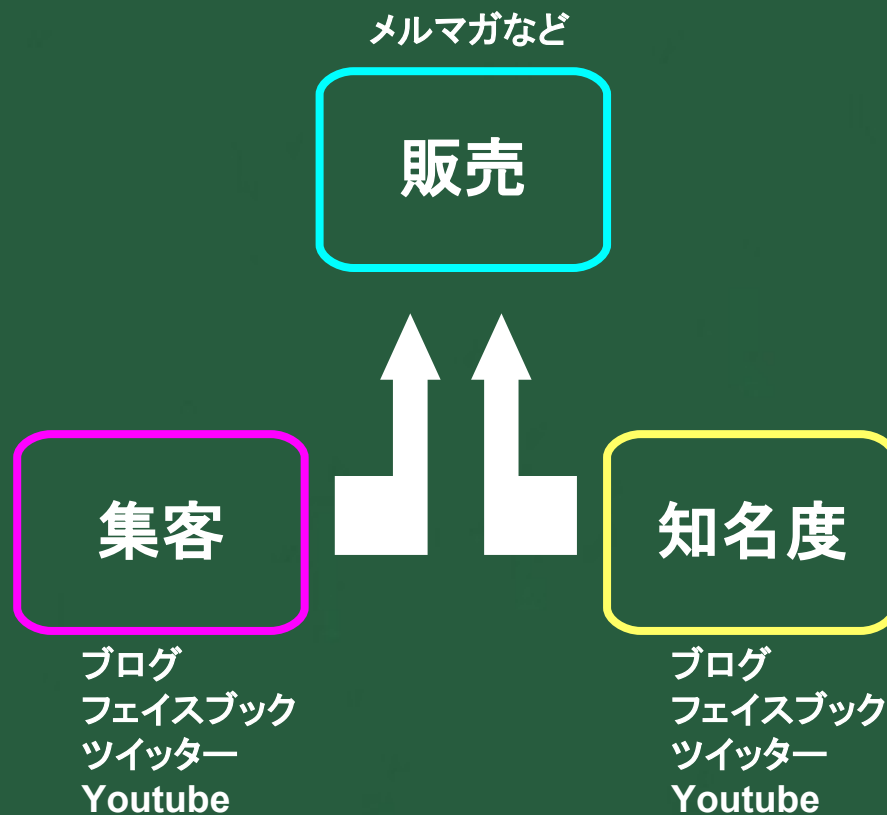 メルマガなど
販売
集客
知名度
ブログ
フェイスブック
ツイッター
Youtube
ブログ
フェイスブック
ツイッター
Youtube